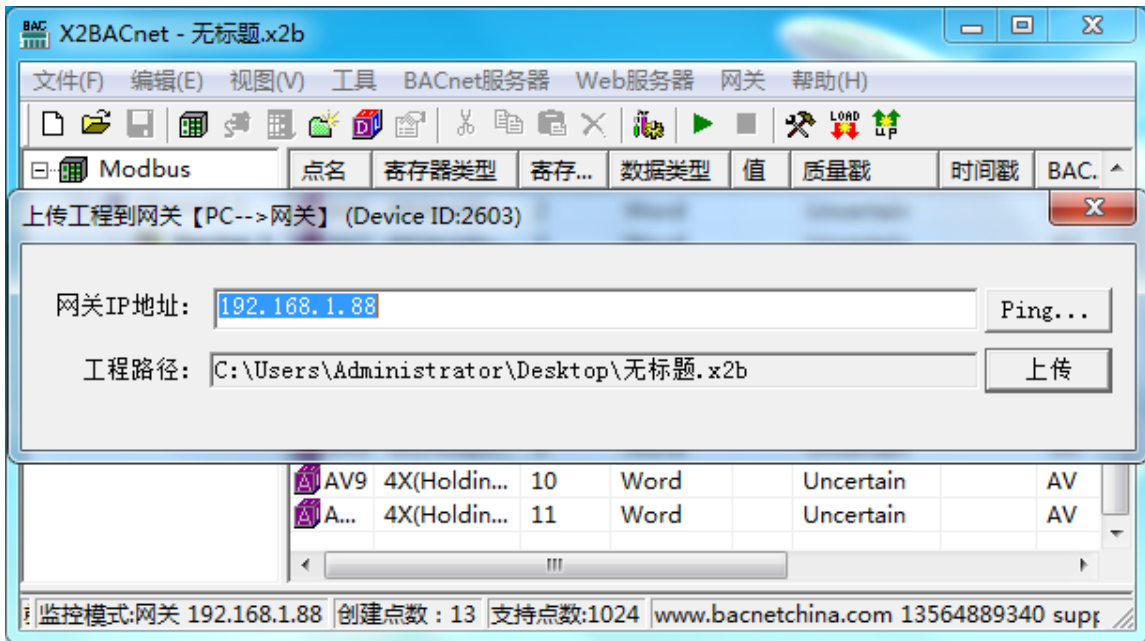 BAC X2BACnet - 无标题.x2b
文件(F) 编辑(E) 视图(V) 工具 BACnet服务器 Web服务器 网关 帮助(H)
D LOAD UP
Modbus 点名 寄存器类型 寄存... 数据类型 值 质量戳 时间戳 BAC.
上传工程到网关【PC-->网关】 (Device ID:2603)
网关IP地址: 192.168.1.88 Ping...
工程路径: C:\Users\Administrator\Desktop\无标题.x2b 上传
AV9 4X(Holdin... 10 Word Uncertain AV
A... 4X(Holdin... 11 Word Uncertain AV
监控模式:网关 192.168.1.88 创建点数：13 支持点数:1024 www.bacnetchina.com 13564889340 supp